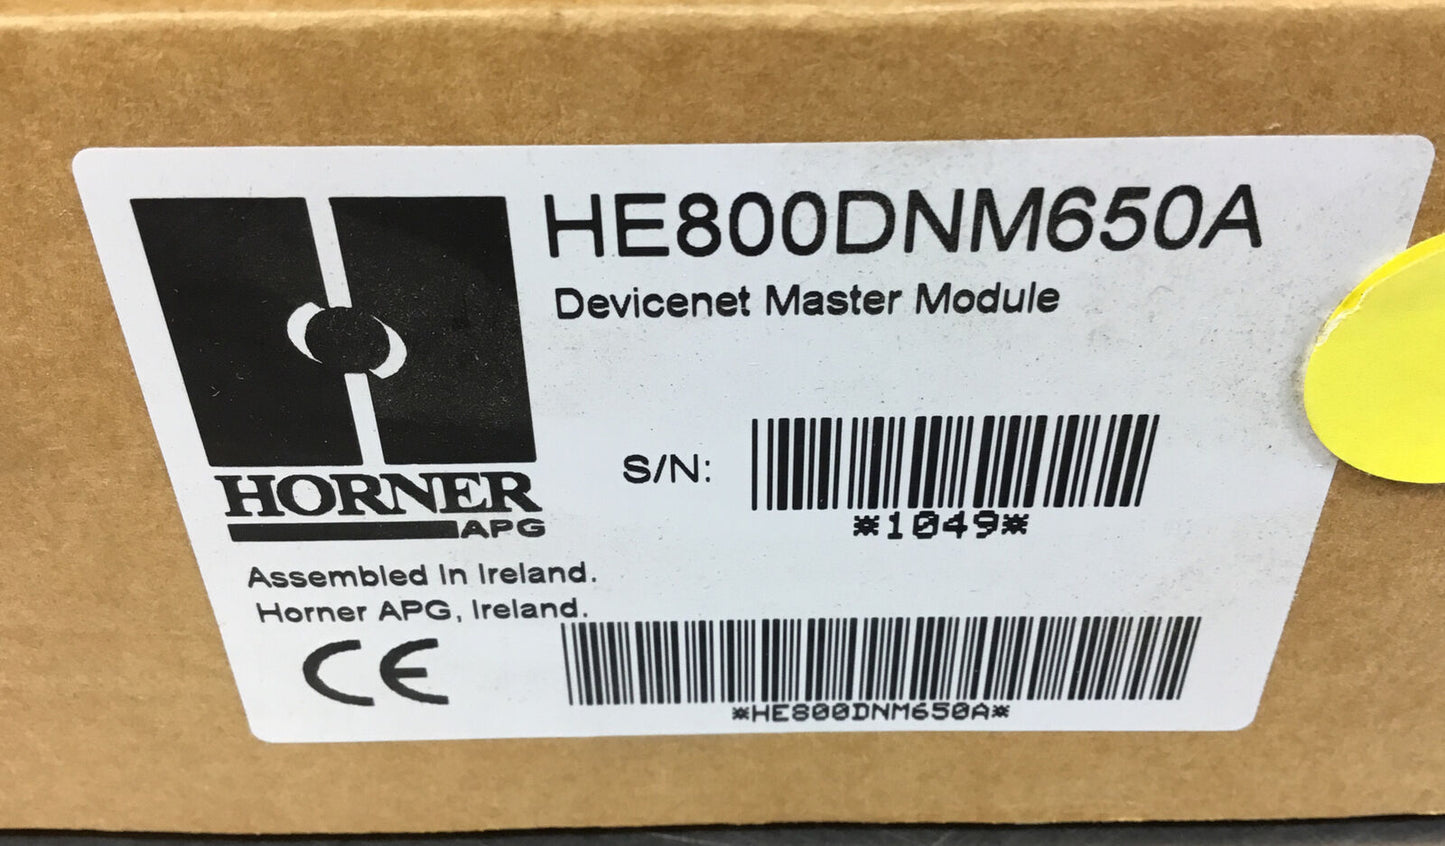 HE800DNM650A
Devicenet Master Module
S/N:
*1049*
HORNER
APG
Assembled In Ireland.
Horner APG, Ireland.
CE
*HE800DNM650A*